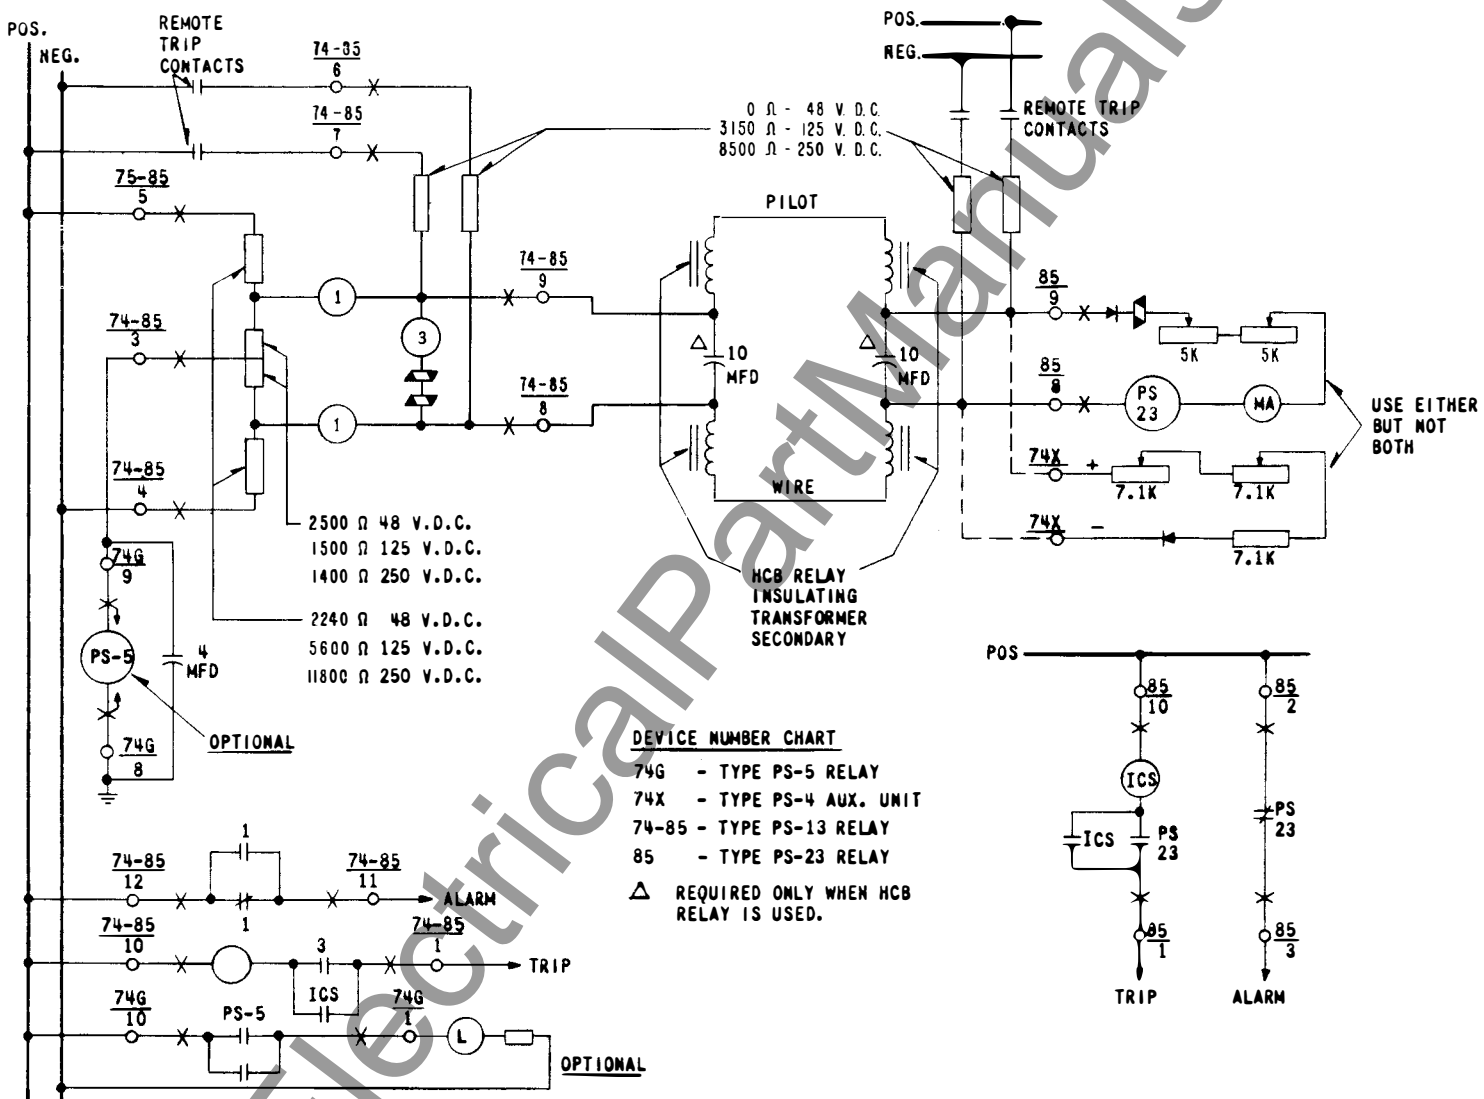 POS.
NEG.
REMOTE
TRIP
CONTACTS
74-85
6
74-85
7
75-85
5
74-85
3
74-85
4
74G
9
PS-5
4
MFD
74G
8
OPTIONAL
1
3
1
74-85
9
74-85
8
2500 Ω 48 V.D.C.
1500 Ω 125 V.D.C.
1400 Ω 250 V.D.C.
2240 Ω 48 V.D.C.
5600 Ω 125 V.D.C.
11800 Ω 250 V.D.C.
0 Ω - 48 V.D.C.
3150 Ω - 125 V.D.C.
8500 Ω - 250 V.D.C.
PILOT
Δ 10
MFD
Δ 10
MFD
WIRE
HCB RELAY
INSULATING
TRANSFORMER
SECONDARY
POS.
NEG.
REMOTE TRIP
CONTACTS
85
9
5K
5K
85
8
PS
23
MA
74X
+
7.1K
7.1K
74X
-
7.1K
USE EITHER
BUT NOT
BOTH
DEVICE NUMBER CHART
74G - TYPE PS-5 RELAY
74X - TYPE PS-4 AUX. UNIT
74-85 - TYPE PS-13 RELAY
85 - TYPE PS-23 RELAY
Δ REQUIRED ONLY WHEN HCB
RELAY IS USED.
POS
85
10
ICS
ICS
PS
23
85
1
TRIP
85
2
PS
23
85
3
ALARM
74-85
12
1
1
74-85
11
ALARM
74-85
10
3
ICS
74-85
1
TRIP
74G
10
PS-5
74G
1
L
OPTIONAL
ElectricalPartManuals